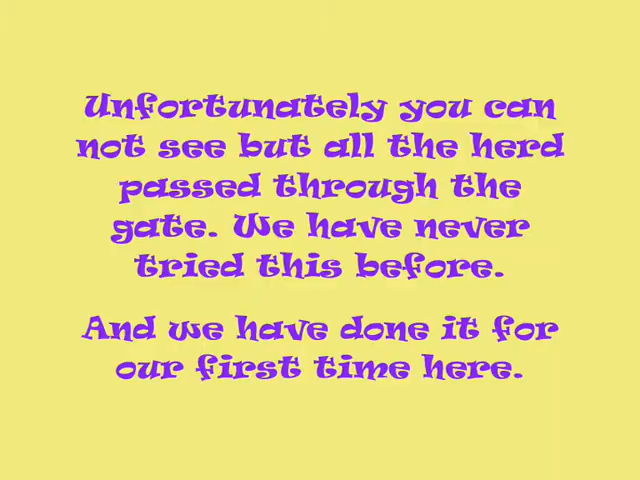 Unfortunately you can
not see but all the herd
passed through the
gate. We have never
tried this before.
And we have done it for
our first time here.